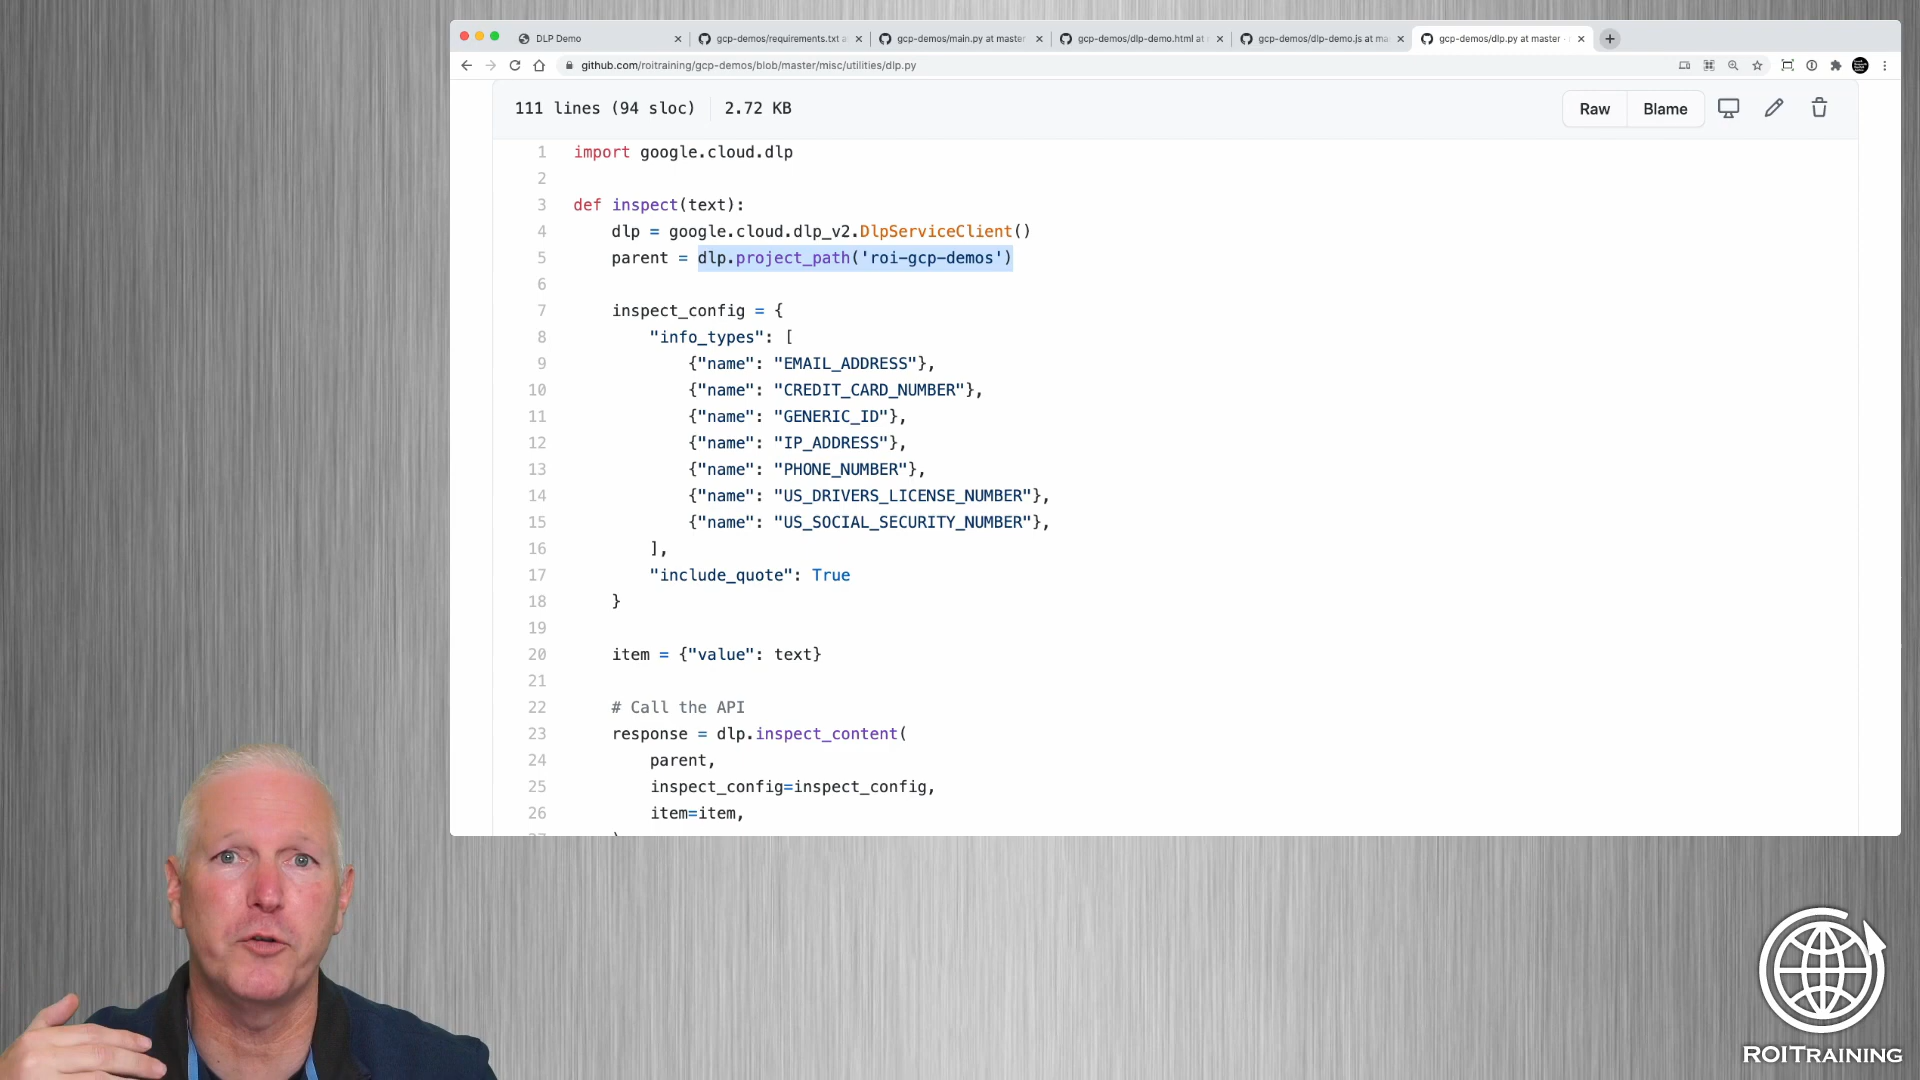 DLP Demo
gcp-demos/requirements.txt a
gcp-demos/main.py at master
gcp-demos/dlp-demo.html at
gcp-demos/dlp-demo.js at ma
gcp-demos/dlp.py at master
github.com/roitraining/gcp-demos/blob/master/misc/utilities/dlp.py
111 lines (94 sloc) 2.72 KB
Raw Blame
1 import google.cloud.dlp
2
3 def inspect(text):
4 dlp = google.cloud.dlp_v2.DlpServiceClient()
5 parent = dlp.project_path('roi-gcp-demos')
6
7 inspect_config = {
8 "info_types": [
9 {"name": "EMAIL_ADDRESS"},
10 {"name": "CREDIT_CARD_NUMBER"},
11 {"name": "GENERIC_ID"},
12 {"name": "IP_ADDRESS"},
13 {"name": "PHONE_NUMBER"},
14 {"name": "US_DRIVERS_LICENSE_NUMBER"},
15 {"name": "US_SOCIAL_SECURITY_NUMBER"},
16 ],
17 "include_quote": True
18 }
19
20 item = {"value": text}
21
22 # Call the API
23 response = dlp.inspect_content(
24 parent,
25 inspect_config=inspect_config,
26 item=item,
ROITRAINING